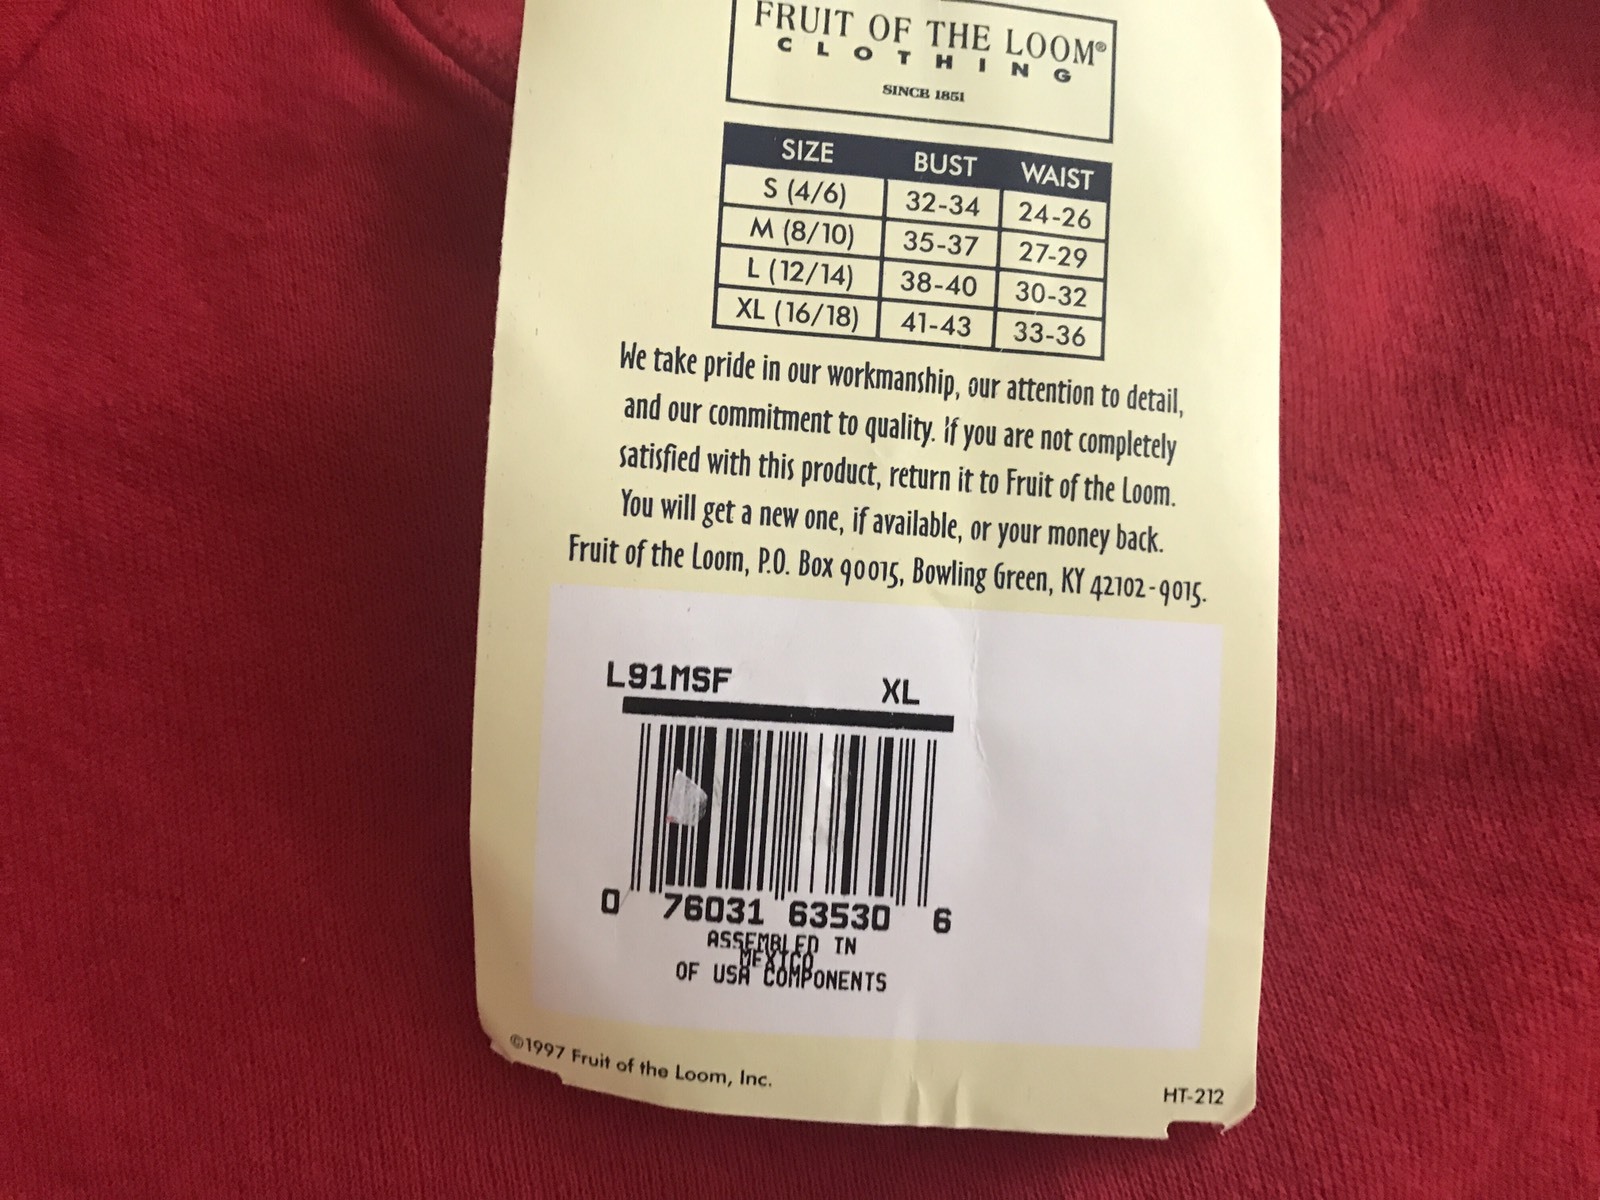 FRUIT OF THE LOOM®
CLOTHING
SINCE 1851
SIZE BUST WAIST
S (4/6) 32-34 24-26
M (8/10) 35-37 27-29
L (12/14) 38-40 30-32
XL (16/18) 41-43 33-36
We take pride in our workmanship, our attention to detail,
and our commitment to quality. If you are not completely
satisfied with this product, return it to Fruit of the Loom.
You will get a new one, if available, or your money back.
Fruit of the Loom, P.O. Box 90015, Bowling Green, KY 42102-9015.
L91MSF XL
0 76031 63530 6
ASSEMBLED IN
MEXICO
OF USA COMPONENTS
©1997 Fruit of the Loom, Inc.
HT-212